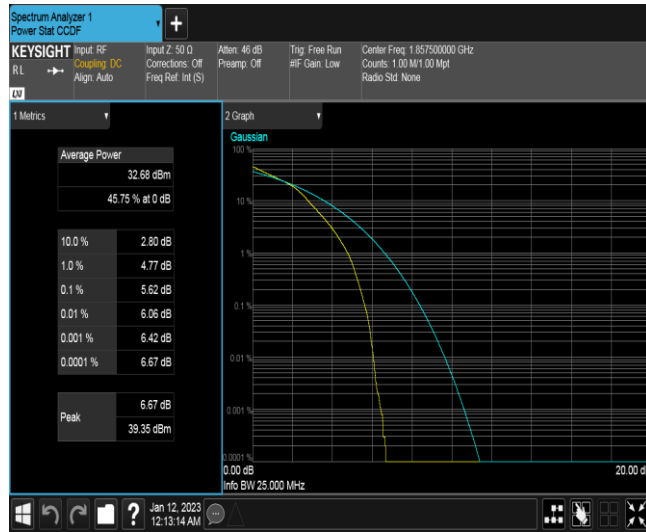 Spectrum Analyzer 1
Power Stat CCDF
+
KEYSIGHT
RL
LXI
Input: RF
Coupling: DC
Align: Auto
Input Z: 50 Ω
Corrections: Off
Freq Ref: Int (S)
Atten: 46 dB
Preamp: Off
Trig: Free Run
#IF Gain: Low
Center Freq: 1.857500000 GHz
Counts: 1.00 M/1.00 Mpt
Radio Std: None
1 Metrics
Average Power
32.68 dBm
45.75 % at 0 dB
10.0 % 2.80 dB
1.0 % 4.77 dB
0.1 % 5.62 dB
0.01 % 6.06 dB
0.001 % 6.42 dB
0.0001 % 6.67 dB
Peak
6.67 dB
39.35 dBm
2 Graph
Gaussian
100 %
10 %
1 %
0.1 %
0.01 %
0.001 %
0.0001 %
0.00 dB
20.00 d
Info BW 25.000 MHz
?
Jan 12, 2023
12:13:14 AM